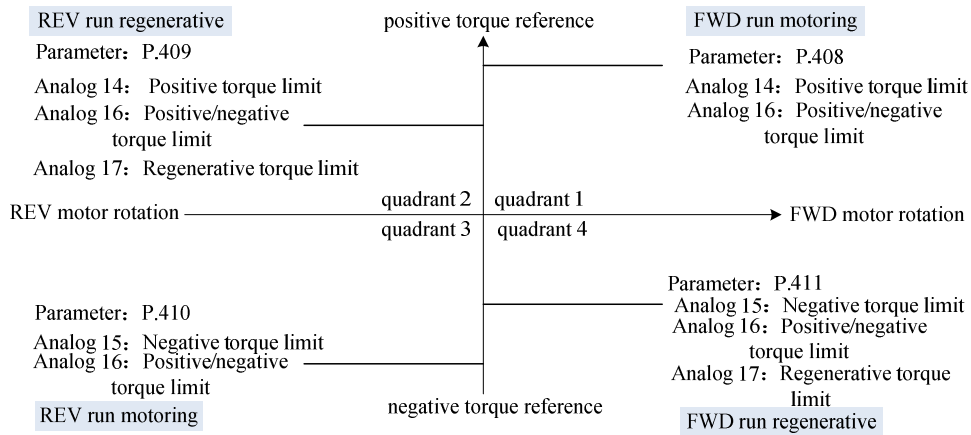 REV run regenerative
Parameter: P.409
Analog 14: Positive torque limit
Analog 16: Positive/negative
torque limit
Analog 17: Regenerative torque limit
positive torque reference
FWD run motoring
Parameter: P.408
Analog 14: Positive torque limit
Analog 16: Positive/negative
torque limit
quadrant 2
quadrant 1
REV motor rotation
FWD motor rotation
quadrant 3
quadrant 4
Parameter: P.410
Analog 15: Negative torque limit
Analog 16: Positive/negative
torque limit
REV run motoring
negative torque reference
Parameter: P.411
Analog 15: Negative torque limit
Analog 16: Positive/negative
torque limit
Analog 17: Regenerative torque
limit
FWD run regenerative